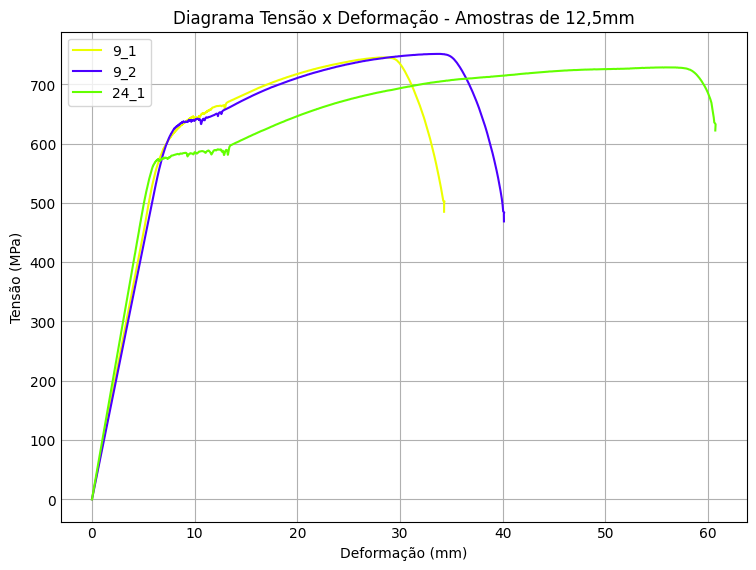 Diagrama Tensão x Deformação - Amostras de 12,5mm
9_1
9_2
24_1
700
600
500
400
300
200
100
0
Tensão (MPa)
0 10 20 30 40 50 60
Deformação (mm)